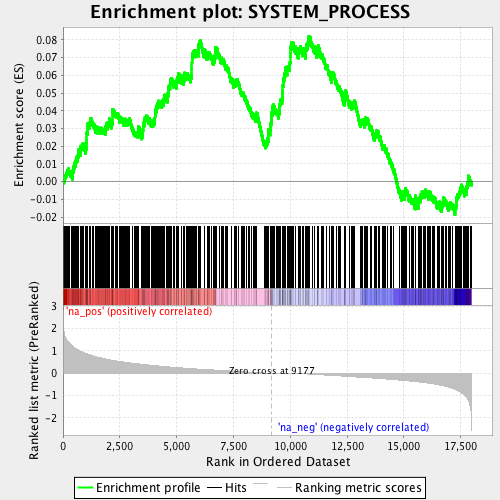 Enrichment plot: SYSTEM_PROCESS
Enrichment score (ES)
0.08
0.07
0.06
0.05
0.04
0.03
0.02
0.01
0.00
-0.01
-0.02
'na_pos' (positively correlated)
Ranked list metric (PreRanked)
3
2
1
0
-1
-2
Zero cross at 9177
'na_neg' (negatively correlated)
0
2,500
5,000
7,500
10,000
12,500
15,000
17,500
Rank in Ordered Dataset
Enrichment profile
Hits
Ranking metric scores